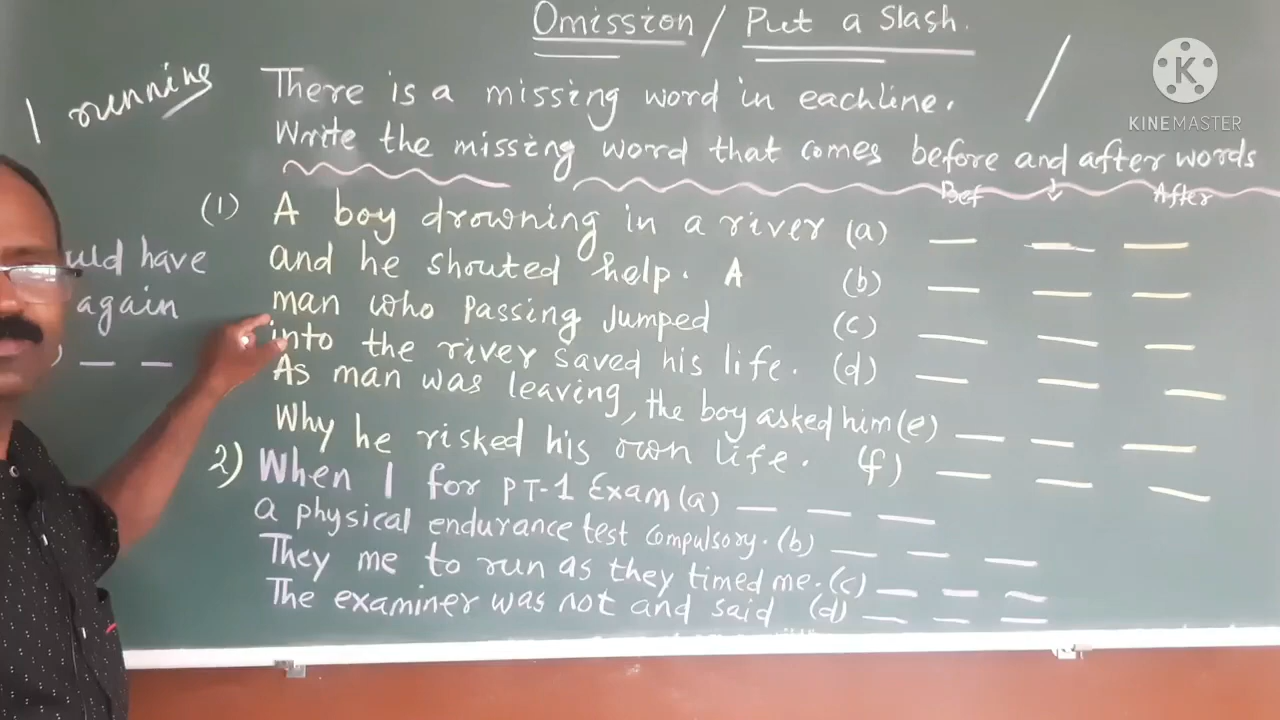 Omission / Put a Slash.
There is a missing word in each line. /
Write the missing word that comes before and after words
Bef After
(1) A boy drowning in a river (a) — — —
and he shouted help. A (b) — — —
man who passing jumped (c) — — —
into the river saved his life. (d) — — —
As man was leaving, the boy asked him (e) — — —
Why he risked his own life. (f) — — —
2) When I for PT-1 Exam (a) — — —
a physical endurance test compulsory. (b) — — —
They me to run as they timed me. (c) — — —
The examiner was not and said (d) — — —
I running
uld have
again
) — —
KINEMASTER